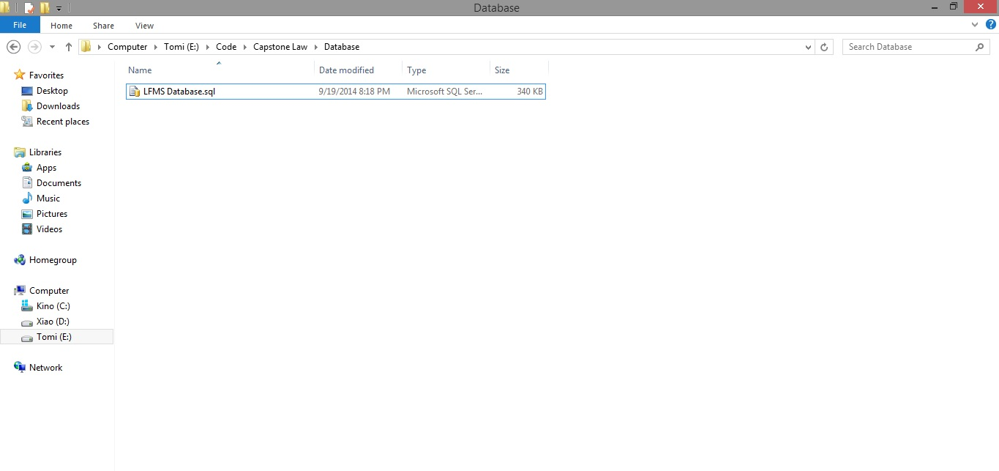 Database
File Home Share View
Computer Tomi (E:) Code Capstone Law Database
Search Database
Name Date modified Type Size
LFMS Database.sql 9/19/2014 8:18 PM Microsoft SQL Ser... 340 KB
Favorites
Desktop
Downloads
Recent places
Libraries
Apps
Documents
Music
Pictures
Videos
Homegroup
Computer
Kino (C:)
Xiao (D:)
Tomi (E:)
Network